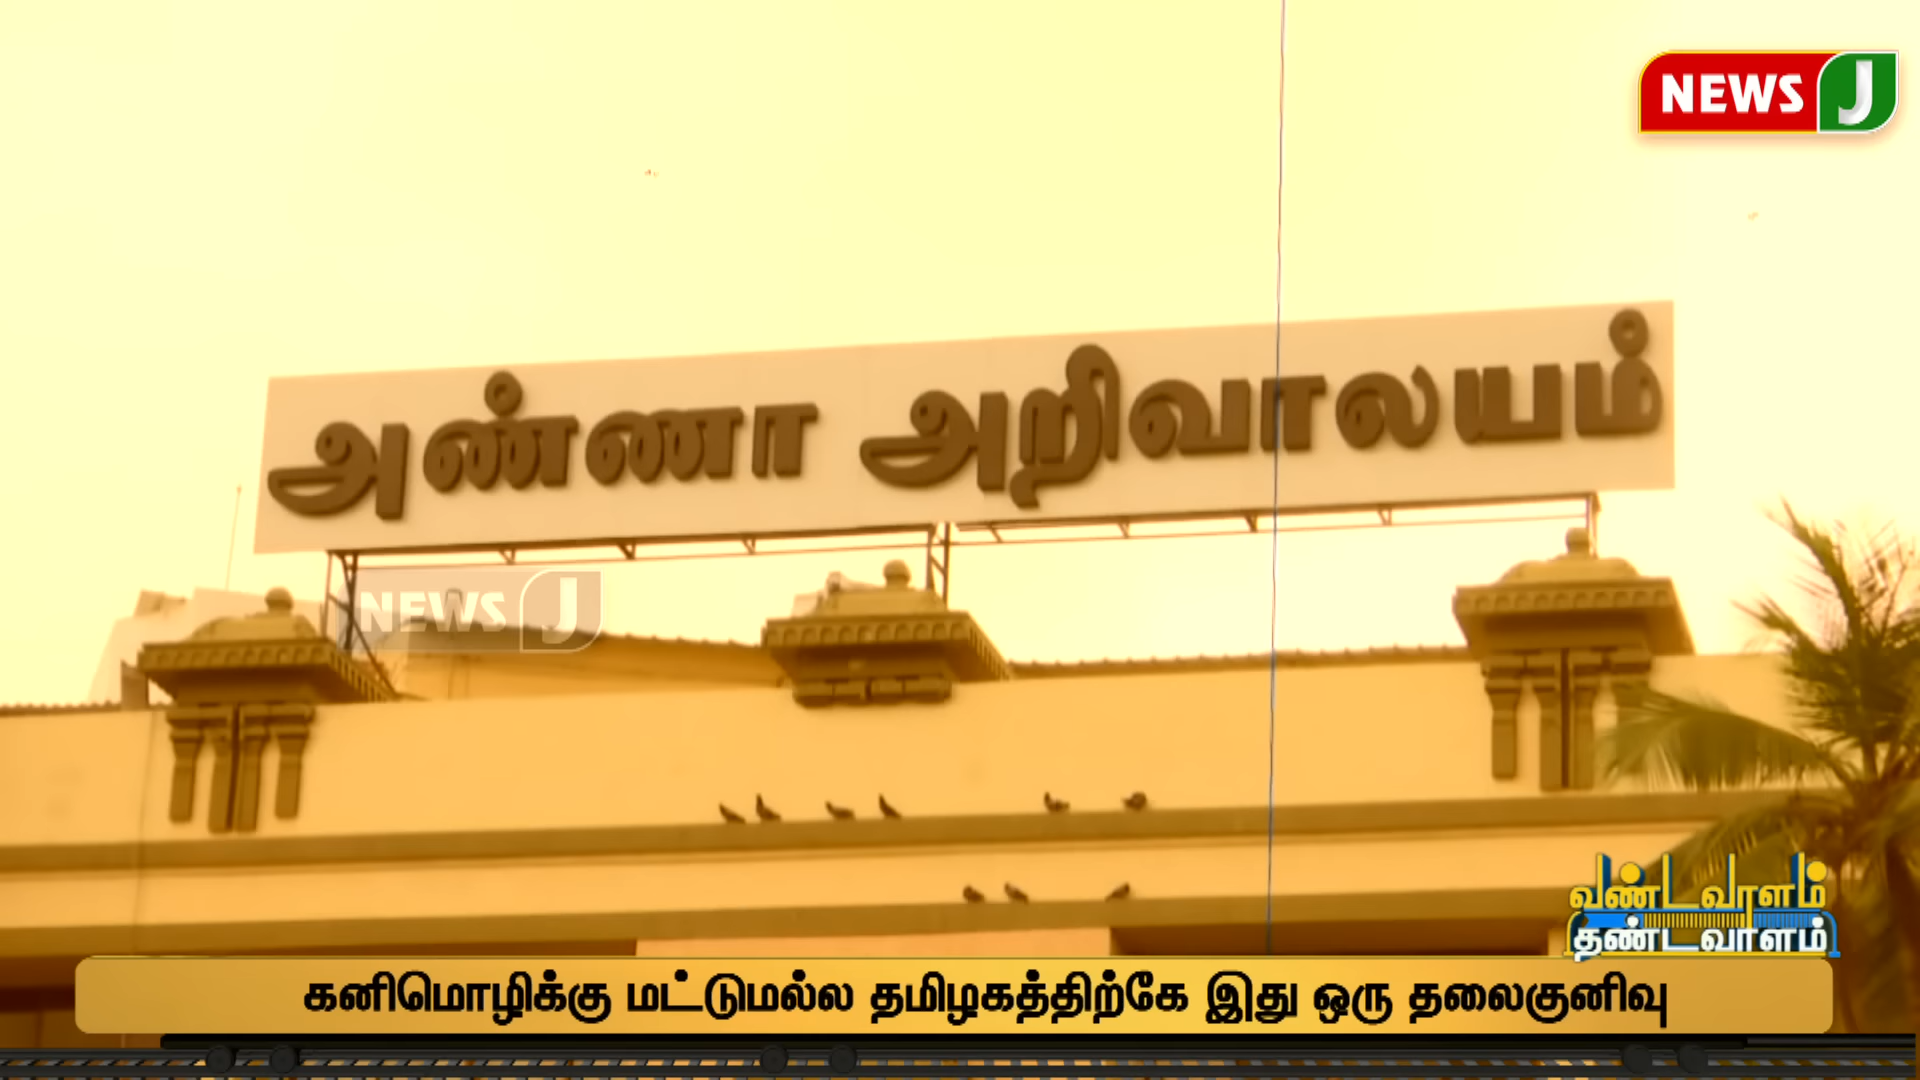 NEWS J
அண்ணா அறிவாலயம்
NEWS J
வண்டவாளம்
தண்டவாளம்
கனிமொழிக்கு மட்டுமல்ல தமிழகத்திற்கே இது ஒரு தலைகுனிவு